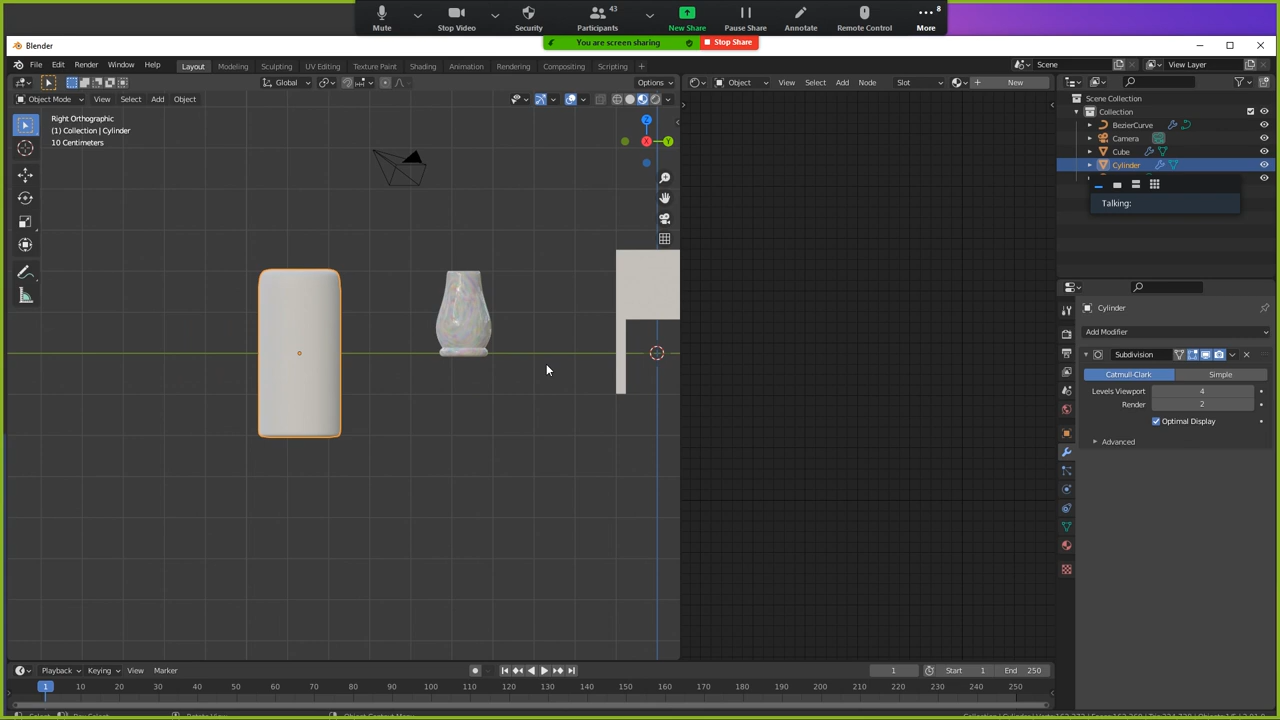 Mute
Stop Video
Security
43
Participants
New Share
Pause Share
Annotate
Remote Control
8
More
You are screen sharing
Stop Share
Blender
File Edit Render Window Help
Layout Modeling Sculpting UV Editing Texture Paint Shading Animation Rendering Compositing Scripting +
Scene
View Layer
Global
Options
Object
View Select Add Node
Slot
New
Object Mode
View Select Add Object
Right Orthographic
(1) Collection | Cylinder
10 Centimeters
Z
X
Y
Scene Collection
Collection
BezierCurve
Camera
Cube
Cylinder
Talking:
Cylinder
Add Modifier
Subdivision
Catmull-Clark
Simple
Levels Viewport
4
Render
2
Optimal Display
Advanced
Playback
Keying
View
Marker
1
Start
1
End
250
1
10 20 30 40 50 60 70 80 90 100 110 120 130 140 150 160 170 180 190 200 210 220 230 240 250